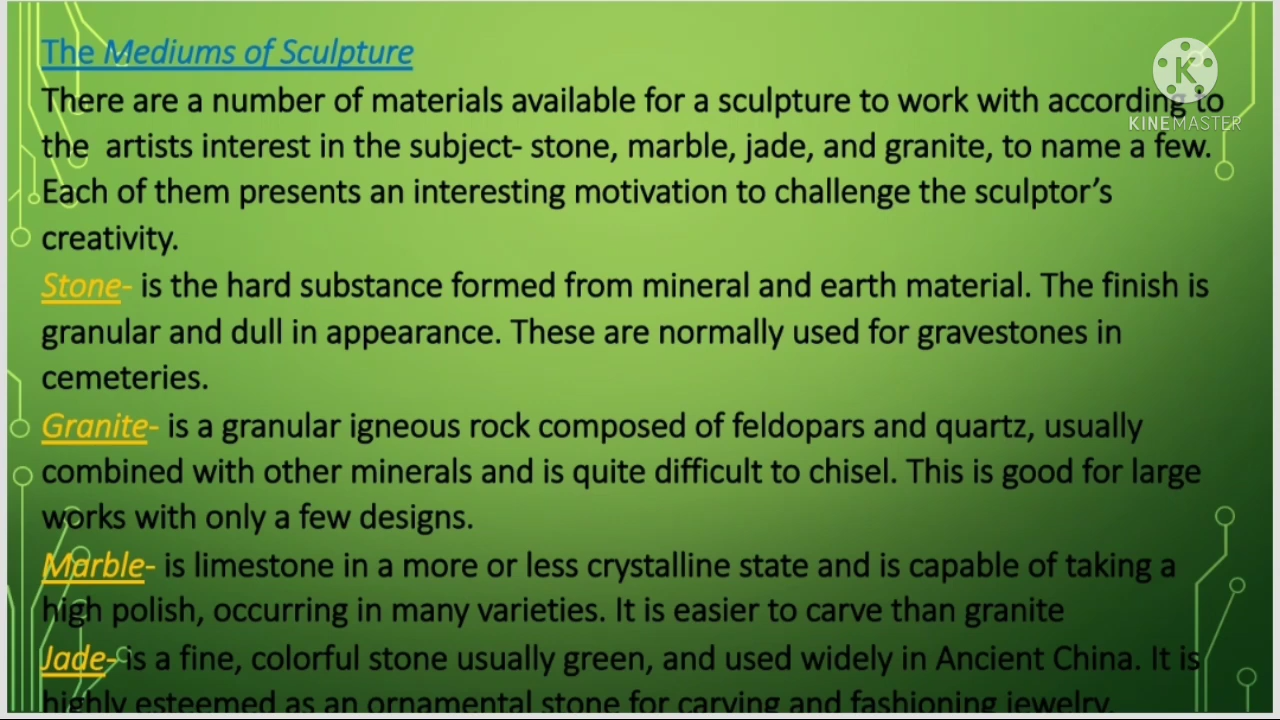 The Mediums of Sculpture
There are a number of materials available for a sculpture to work with according to
the artists interest in the subject- stone, marble, jade, and granite, to name a few.
Each of them presents an interesting motivation to challenge the sculptor’s
creativity.
Stone- is the hard substance formed from mineral and earth material. The finish is
granular and dull in appearance. These are normally used for gravestones in
cemeteries.
Granite- is a granular igneous rock composed of feldopars and quartz, usually
combined with other minerals and is quite difficult to chisel. This is good for large
works with only a few designs.
Marble- is limestone in a more or less crystalline state and is capable of taking a
high polish, occurring in many varieties. It is easier to carve than granite
Jade- is a fine, colorful stone usually green, and used widely in Ancient China. It is
highly esteemed as an ornamental stone for carving and fashioning jewelry.
K
KINEMASTER